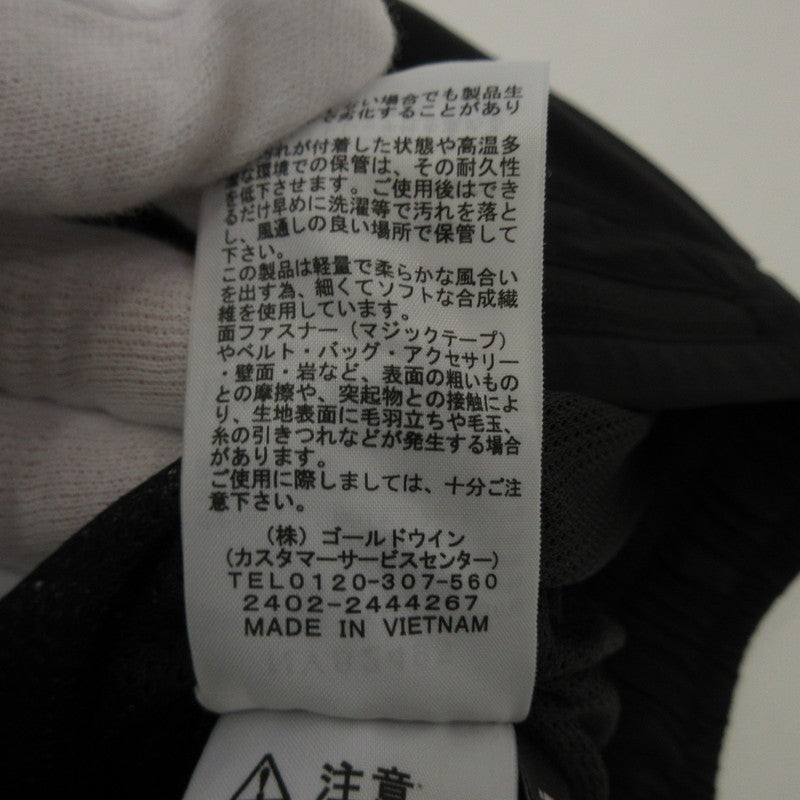 い場合でも製品生
劣化することがあり
汚れが付着した状態や高温多
な環境での保管は、その耐久性
を低下させます。ご使用後はでき
るだけ早めに洗濯等で汚れを落と
し、風通しの良い場所で保管して
下さい。
この製品は軽量で柔らかな風合い
を出す為、細くてソフトな合成繊
維を使用しています。
面ファスナー(マジックテープ)
やベルト・バッグ・アクセサリー
・壁面・岩など、表面の粗いもの
との摩擦や、突起物との接触によ
り、生地表面に毛羽立ちや毛玉、
糸の引きつれなどが発生する場合
があります。
ご使用に際しましては、十分ご注
意下さい。
(株)ゴールドウイン
(カスタマーサービスセンター)
TEL0120-307-560
2402-2444267
MADE IN VIETNAM
注意